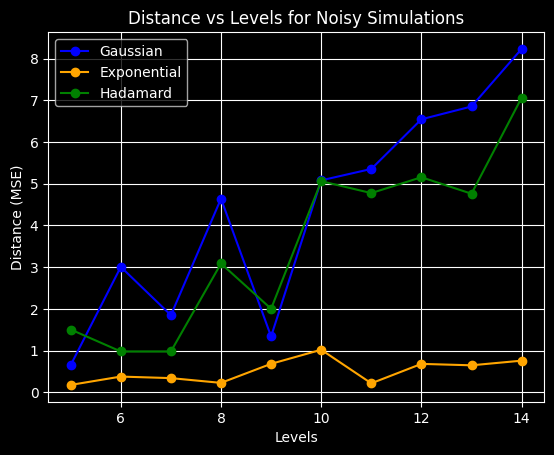 Distance vs Levels for Noisy Simulations
Gaussian
Exponential
Hadamard
Distance (MSE)
8
7
6
5
4
3
2
1
0
6 8 10 12 14
Levels